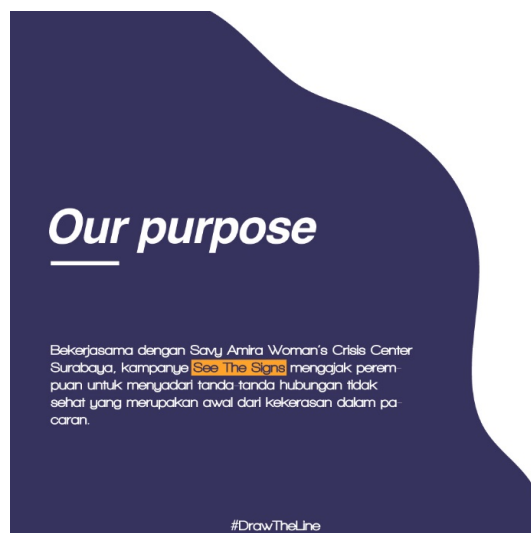 Our purpose
Bekerjasama dengan Savy Amira Woman's Crisis Center
Surabaya, kampanye See The Signs mengajak perem-
puan untuk menyadari tanda-tanda hubungan tidak
sehat yang merupakan awal dari kekerasan dalam pa-
caran.
#DrawTheLine